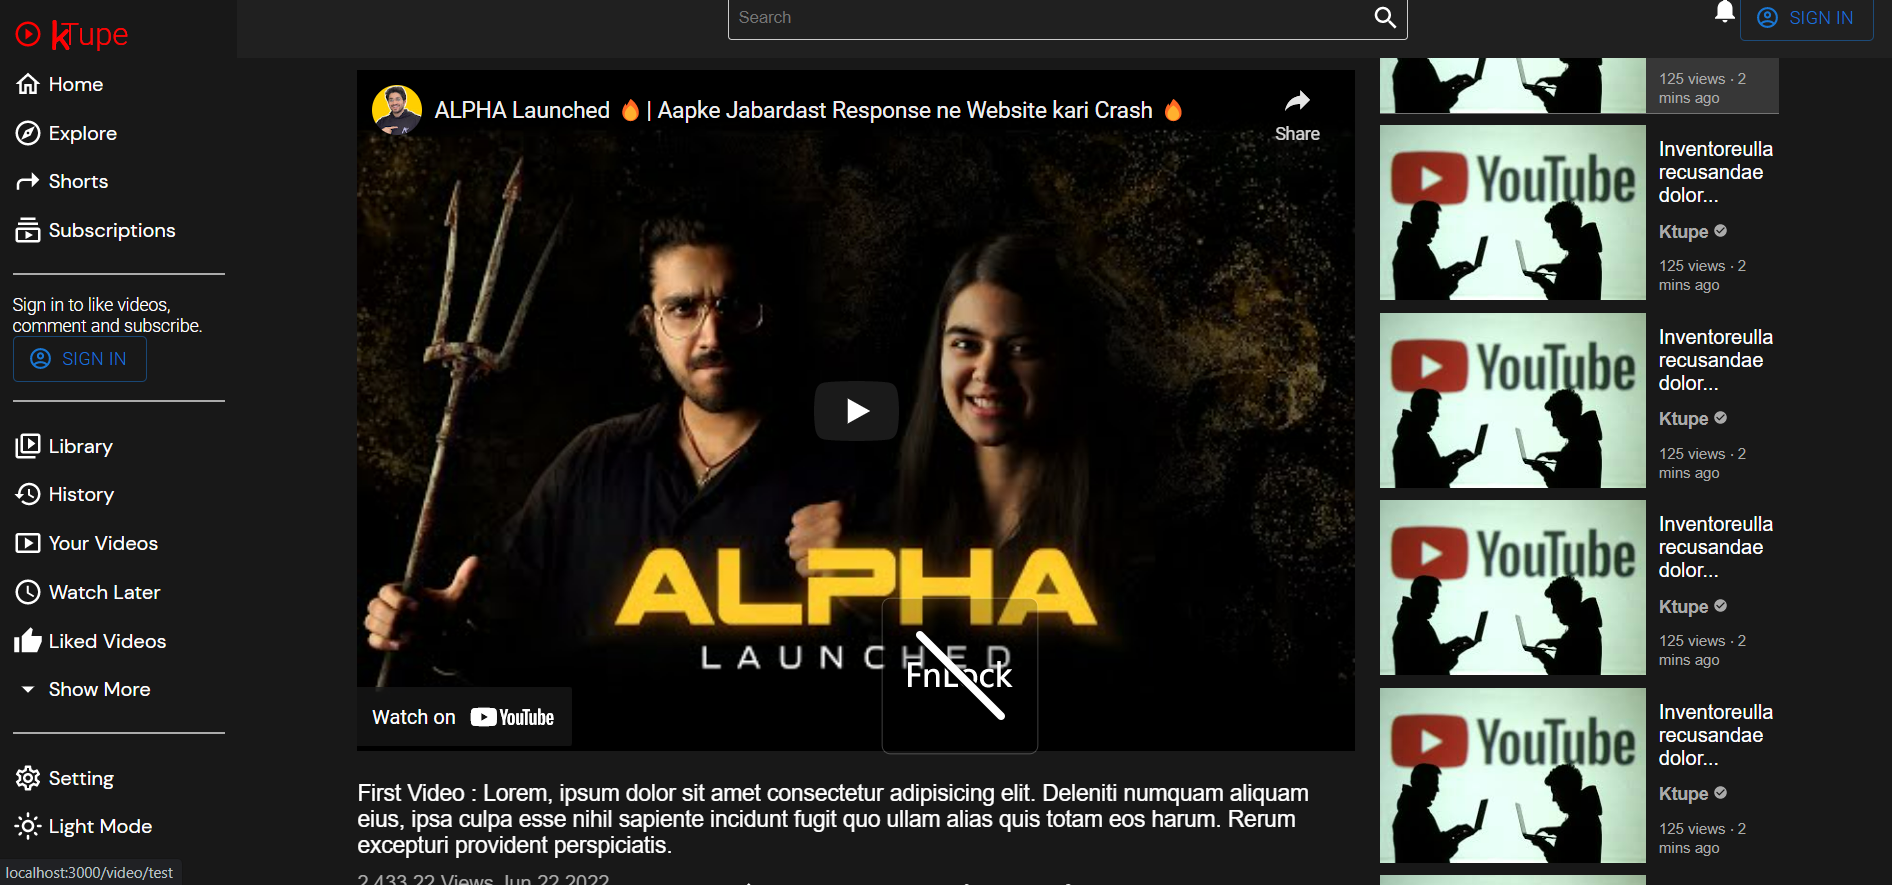 kTupe
Search
SIGN IN
Home
Explore
Shorts
Subscriptions
Sign in to like videos,
comment and subscribe.
SIGN IN
Library
History
Your Videos
Watch Later
Liked Videos
Show More
Setting
Light Mode
localhost:3000/video/test
ALPHA Launched 🔥 | Aapke Jabardast Response ne Website kari Crash 🔥
Share
ALPHA
LAUNCHED
FnLock
Watch on YouTube
First Video : Lorem, ipsum dolor sit amet consectetur adipisicing elit. Deleniti numquam aliquam
eius, ipsa culpa esse nihil sapiente incidunt fugit quo ullam alias quis totam eos harum. Rerum
excepturi provident perspiciatis.
2,433,22 Views Jun 22 2022
125 views · 2
mins ago
YouTube
Inventoreulla
recusandae
dolor...
Ktupe
125 views · 2
mins ago
YouTube
Inventoreulla
recusandae
dolor...
Ktupe
125 views · 2
mins ago
YouTube
Inventoreulla
recusandae
dolor...
Ktupe
125 views · 2
mins ago
YouTube
Inventoreulla
recusandae
dolor...
Ktupe
125 views · 2
mins ago